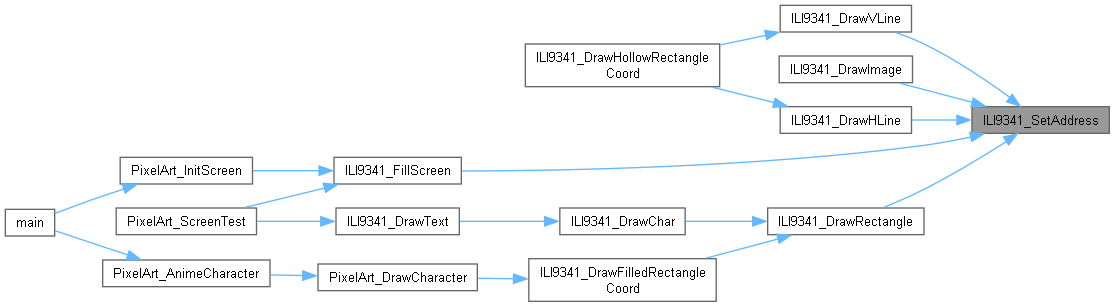 ILI9341_DrawVLine
ILI9341_DrawHollowRectangle
Coord
ILI9341_DrawImage
ILI9341_DrawHLine
ILI9341_SetAddress
PixelArt_InitScreen
ILI9341_FillScreen
main
PixelArt_ScreenTest
ILI9341_DrawText
ILI9341_DrawChar
ILI9341_DrawRectangle
PixelArt_AnimeCharacter
PixelArt_DrawCharacter
ILI9341_DrawFilledRectangle
Coord